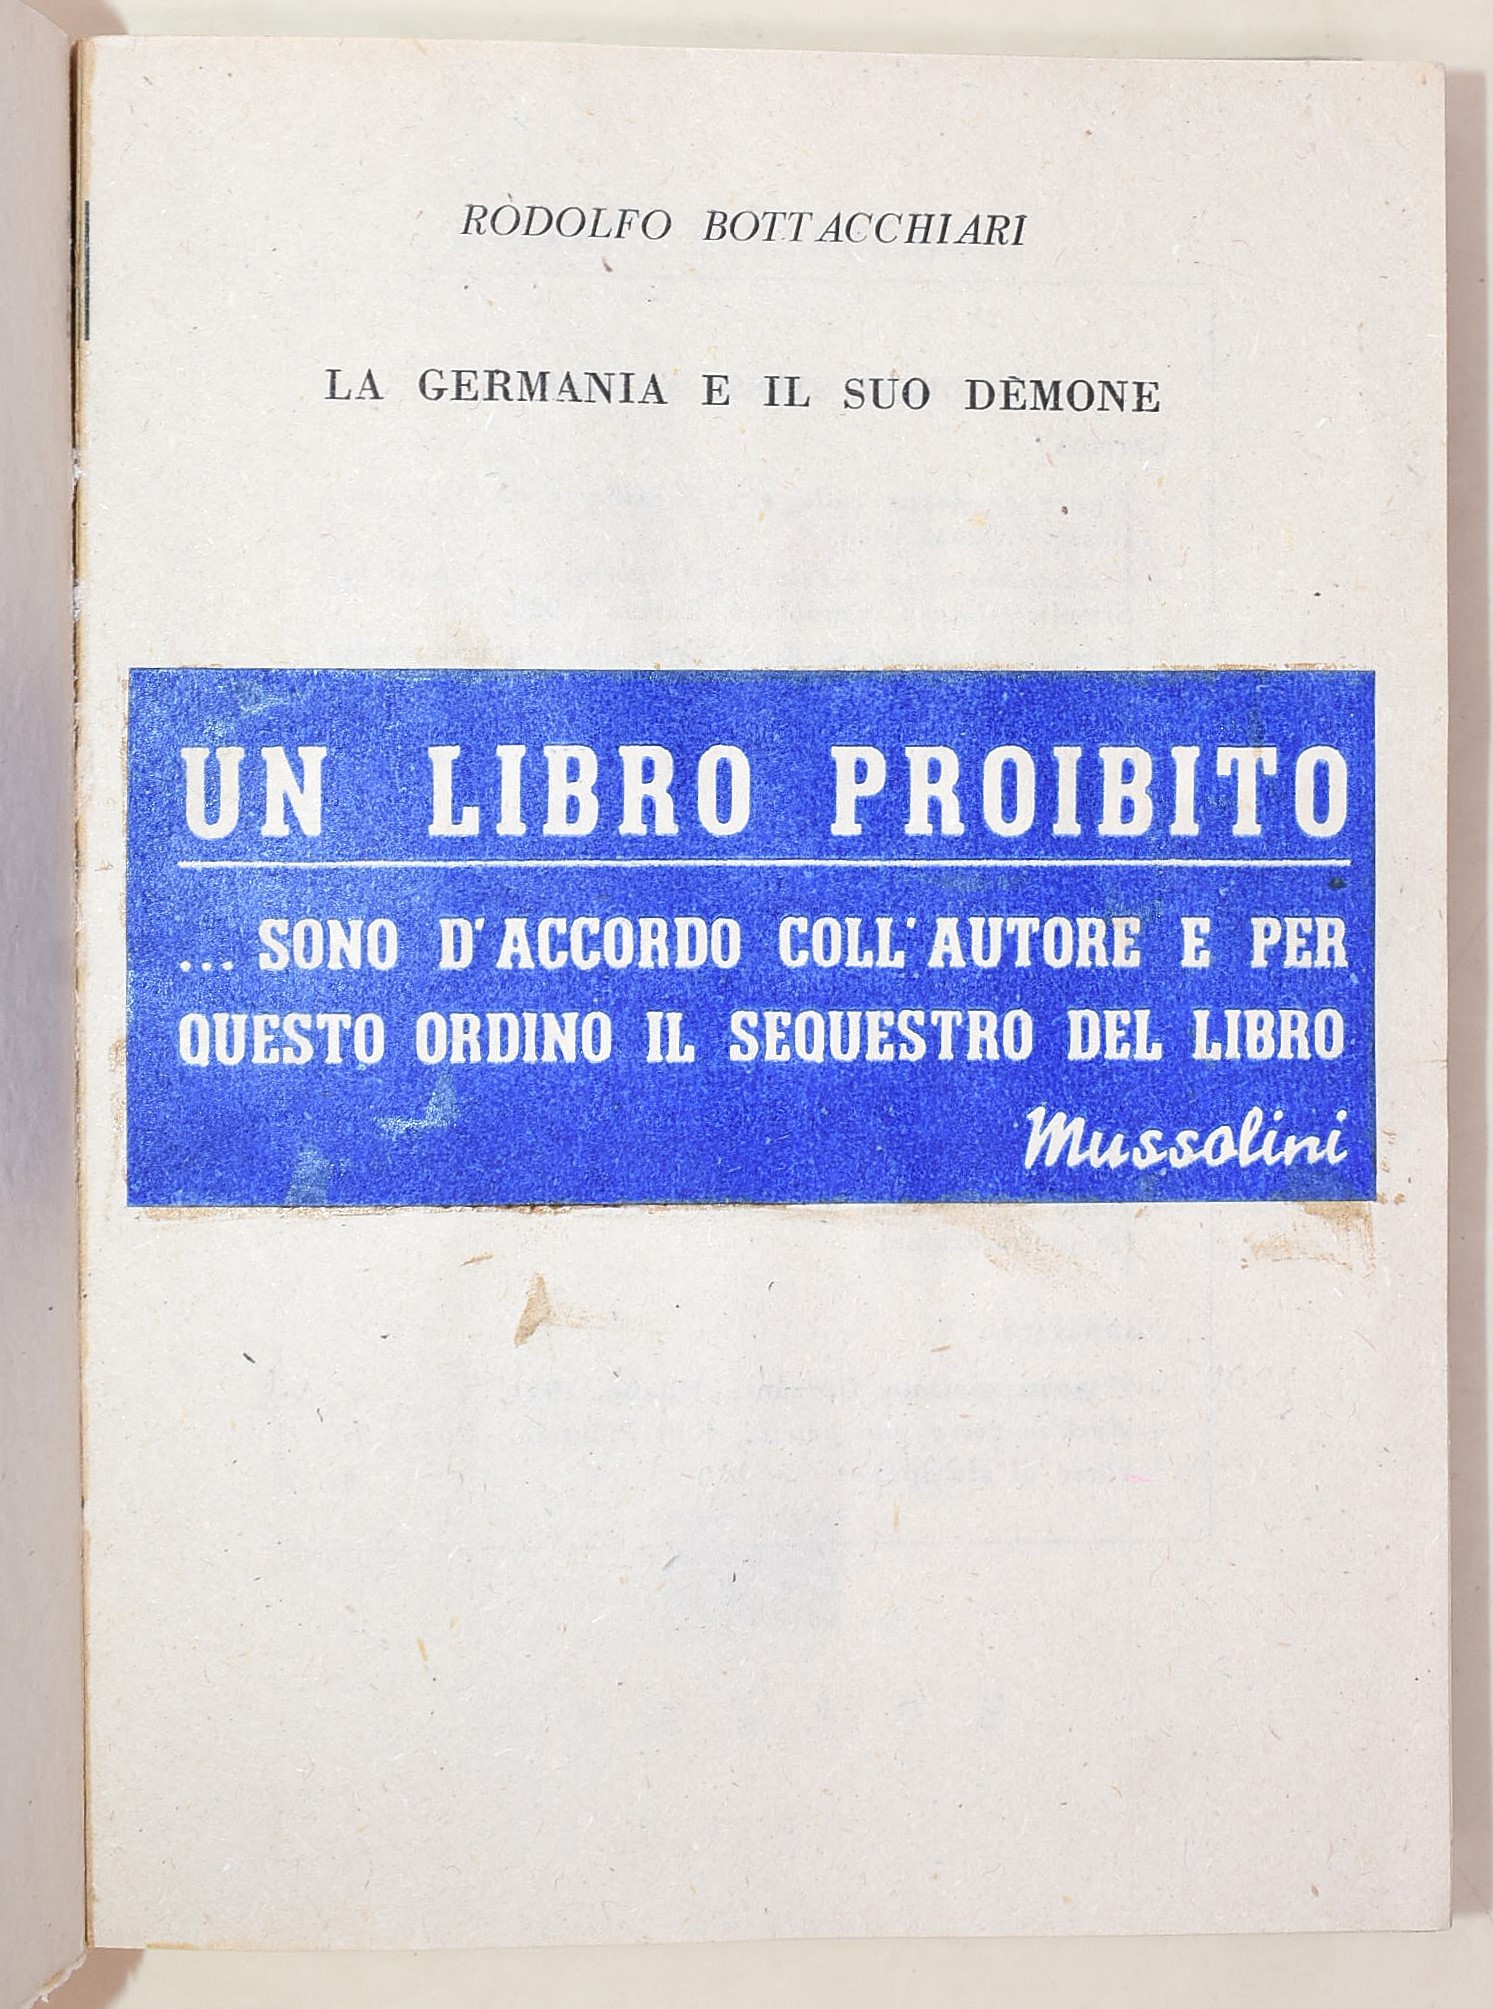 RODOLFO BOTTACCHIARI
LA GERMANIA E IL SUO DÈMONE
UN LIBRO PROIBITO
... SONO D'ACCORDO COLL'AUTORE E PER
QUESTO ORDINO IL SEQUESTRO DEL LIBRO
Mussolini